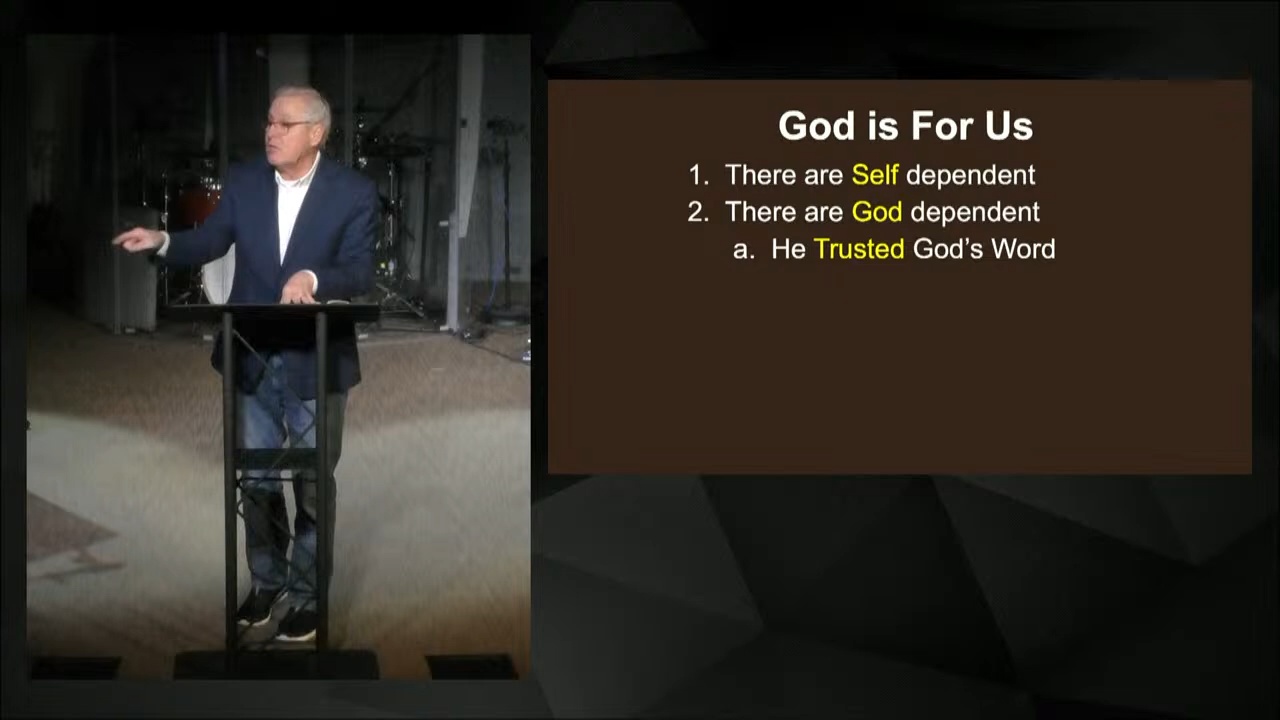 God is For Us
1. There are Self dependent
2. There are God dependent
a. He Trusted God's Word